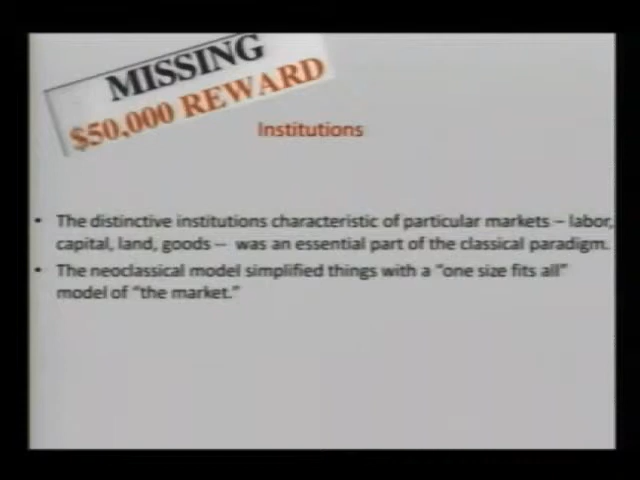 MISSING
$50,000 REWARD
Institutions
• The distinctive institutions characteristic of particular markets – labor,
capital, land, goods – was an essential part of the classical paradigm.
• The neoclassical model simplified things with a “one size fits all”
model of “the market.”